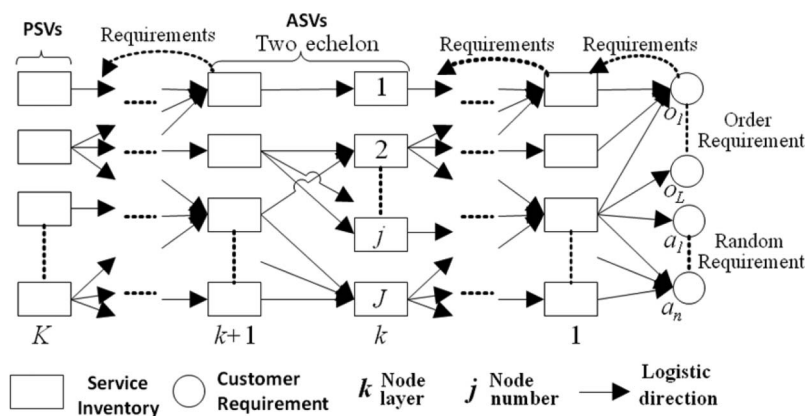 PSVs
ASVs
Requirements
Two echelon
Requirements
Requirements
1
2
j
J
o1
oL
a1
an
Order
Requirement
Random
Requirement
K
k+1
k
1
Service
Inventory
Customer
Requirement
k Node
layer
j Node
number
Logistic
direction